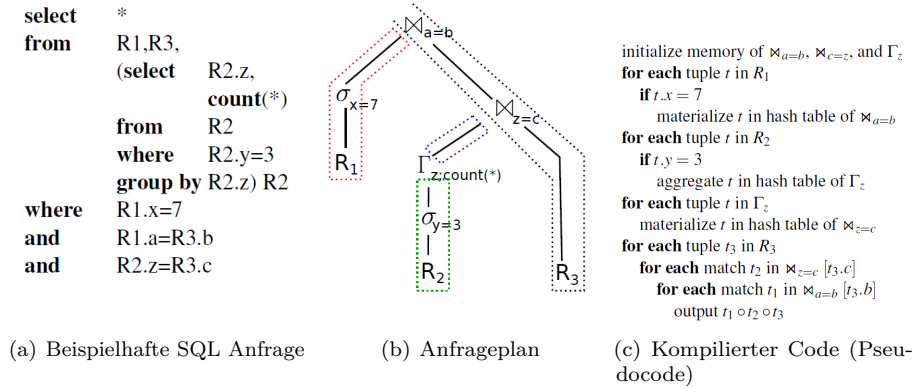 select *
from R1,R3,
(select R2.z,
count(*)
from R2
where R2.y=3
group by R2.z) R2
where R1.x=7
and R1.a=R3.b
and R2.z=R3.c
(a) Beispielhafte SQL Anfrage
⋈a=b
σx=7
R1
⋈z=c
Γz;count(*)
σy=3
R2
R3
(b) Anfrageplan
initialize memory of ⋈a=b, ⋈c=z, and Γz
for each tuple t in R1
if t.x = 7
materialize t in hash table of ⋈a=b
for each tuple t in R2
if t.y = 3
aggregate t in hash table of Γz
for each tuple t in Γz
materialize t in hash table of ⋈z=c
for each tuple t3 in R3
for each match t2 in ⋈z=c [t3.c]
for each match t1 in ⋈a=b [t3.b]
output t1 ∘ t2 ∘ t3
(c) Kompilierter Code (Pseu-
docode)